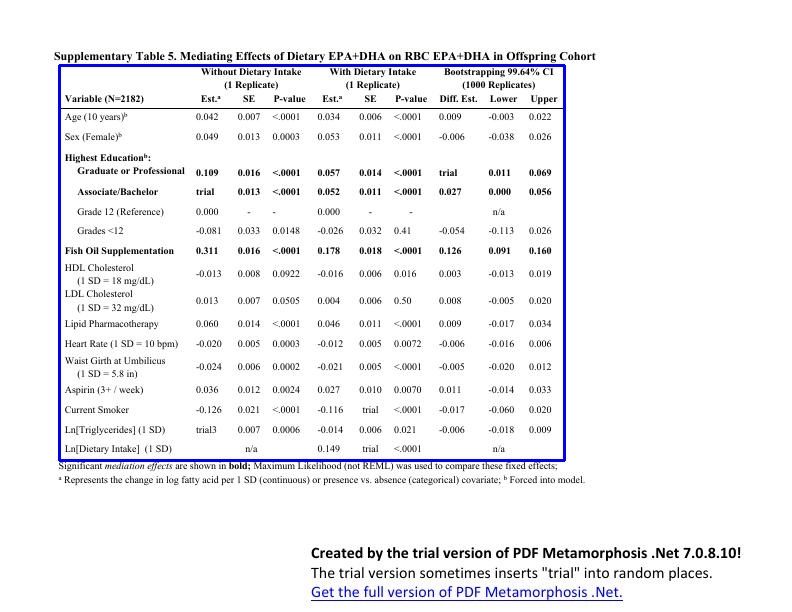 Supplementary Table 5. Mediating Effects of Dietary EPA+DHA on RBC EPA+DHA in Offspring Cohort
Without Dietary Intake With Dietary Intake Bootstrapping 99.64% CI
(1 Replicate) (1 Replicate) (1000 Replicates)
Variable (N=2182) Est.ᵃ SE P-value Est.ᵃ SE P-value Diff. Est. Lower Upper
Age (10 years)ᵇ 0.042 0.007 <.0001 0.034 0.006 <.0001 0.009 -0.003 0.022
Sex (Female)ᵇ 0.049 0.013 0.0003 0.053 0.011 <.0001 -0.006 -0.038 0.026
Highest Educationᵇ:
Graduate or Professional 0.109 0.016 <.0001 0.057 0.014 <.0001 trial 0.011 0.069
Associate/Bachelor trial 0.013 <.0001 0.052 0.011 <.0001 0.027 0.000 0.056
Grade 12 (Reference) 0.000 - - 0.000 - - n/a
Grades <12 -0.081 0.033 0.0148 -0.026 0.032 0.41 -0.054 -0.113 0.026
Fish Oil Supplementation 0.311 0.016 <.0001 0.178 0.018 <.0001 0.126 0.091 0.160
HDL Cholesterol
(1 SD = 18 mg/dL) -0.013 0.008 0.0922 -0.016 0.006 0.016 0.003 -0.013 0.019
LDL Cholesterol
(1 SD = 32 mg/dL) 0.013 0.007 0.0505 0.004 0.006 0.50 0.008 -0.005 0.020
Lipid Pharmacotherapy 0.060 0.014 <.0001 0.046 0.011 <.0001 0.009 -0.017 0.034
Heart Rate (1 SD = 10 bpm) -0.020 0.005 0.0003 -0.012 0.005 0.0072 -0.006 -0.016 0.006
Waist Girth at Umbilicus
(1 SD = 5.8 in) -0.024 0.006 0.0002 -0.021 0.005 <.0001 -0.005 -0.020 0.012
Aspirin (3+ / week) 0.036 0.012 0.0024 0.027 0.010 0.0070 0.011 -0.014 0.033
Current Smoker -0.126 0.021 <.0001 -0.116 trial <.0001 -0.017 -0.060 0.020
Ln[Triglycerides] (1 SD) trial3 0.007 0.0006 -0.014 0.006 0.021 -0.006 -0.018 0.009
Ln[Dietary Intake] (1 SD) n/a 0.149 trial <.0001 n/a
Significant mediation effects are shown in bold; Maximum Likelihood (not REML) was used to compare these fixed effects;
ᵃ Represents the change in log fatty acid per 1 SD (continuous) or presence vs. absence (categorical) covariate; ᵇ Forced into model.
Created by the trial version of PDF Metamorphosis .Net 7.0.8.10!
The trial version sometimes inserts "trial" into random places.
Get the full version of PDF Metamorphosis .Net.